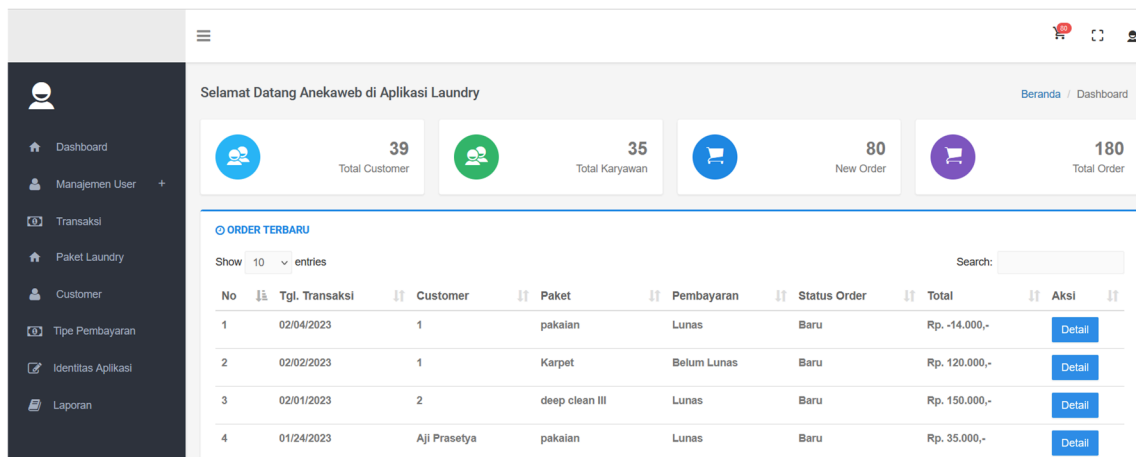 80
Selamat Datang Anekaweb di Aplikasi Laundry
Beranda / Dashboard
Dashboard
Manajemen User +
Transaksi
Paket Laundry
Customer
Tipe Pembayaran
Identitas Aplikasi
Laporan
39
Total Customer
35
Total Karyawan
80
New Order
180
Total Order
ORDER TERBARU
Show 10 entries
Search:
No Tgl. Transaksi Customer Paket Pembayaran Status Order Total Aksi
1 02/04/2023 1 pakaian Lunas Baru Rp. -14.000,- Detail
2 02/02/2023 1 Karpet Belum Lunas Baru Rp. 120.000,- Detail
3 02/01/2023 2 deep clean III Lunas Baru Rp. 150.000,- Detail
4 01/24/2023 Aji Prasetya pakaian Lunas Baru Rp. 35.000,- Detail